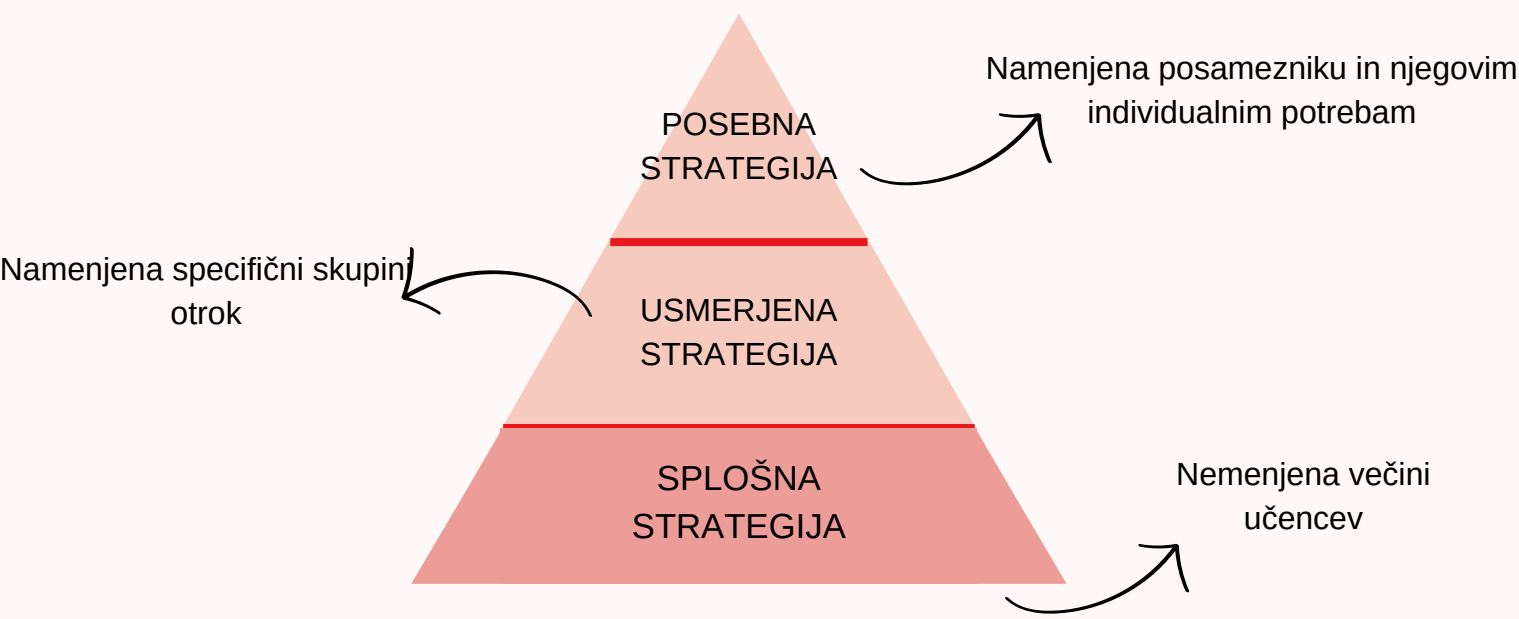 Namenjena posamezniku in njegovim
individualnim potrebam
POSEBNA
STRATEGIJA
Namenjena specifični skupini
otrok
USMERJENA
STRATEGIJA
SPLOŠNA
STRATEGIJA
Nemenjena večini
učencev